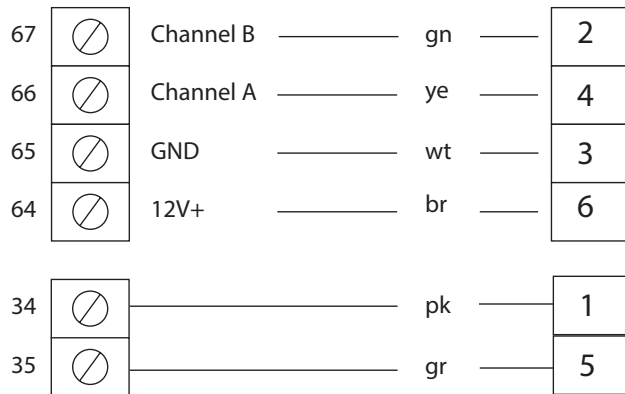 67 Channel B gn 2
66 Channel A ye 4
65 GND wt 3
64 12V+ br 6
34 pk 1
35 gr 5